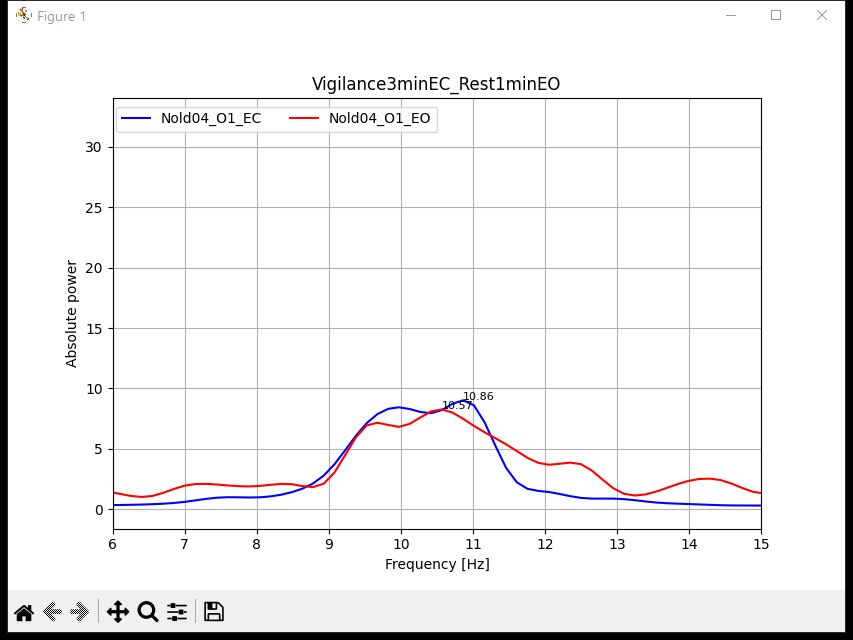 Figure 1
Vigilance3minEC_Rest1minEO
Nold04_O1_EC Nold04_O1_EO
30
25
20
15
10
5
0
Absolute power
10.86
10.57
6 7 8 9 10 11 12 13 14 15
Frequency [Hz]